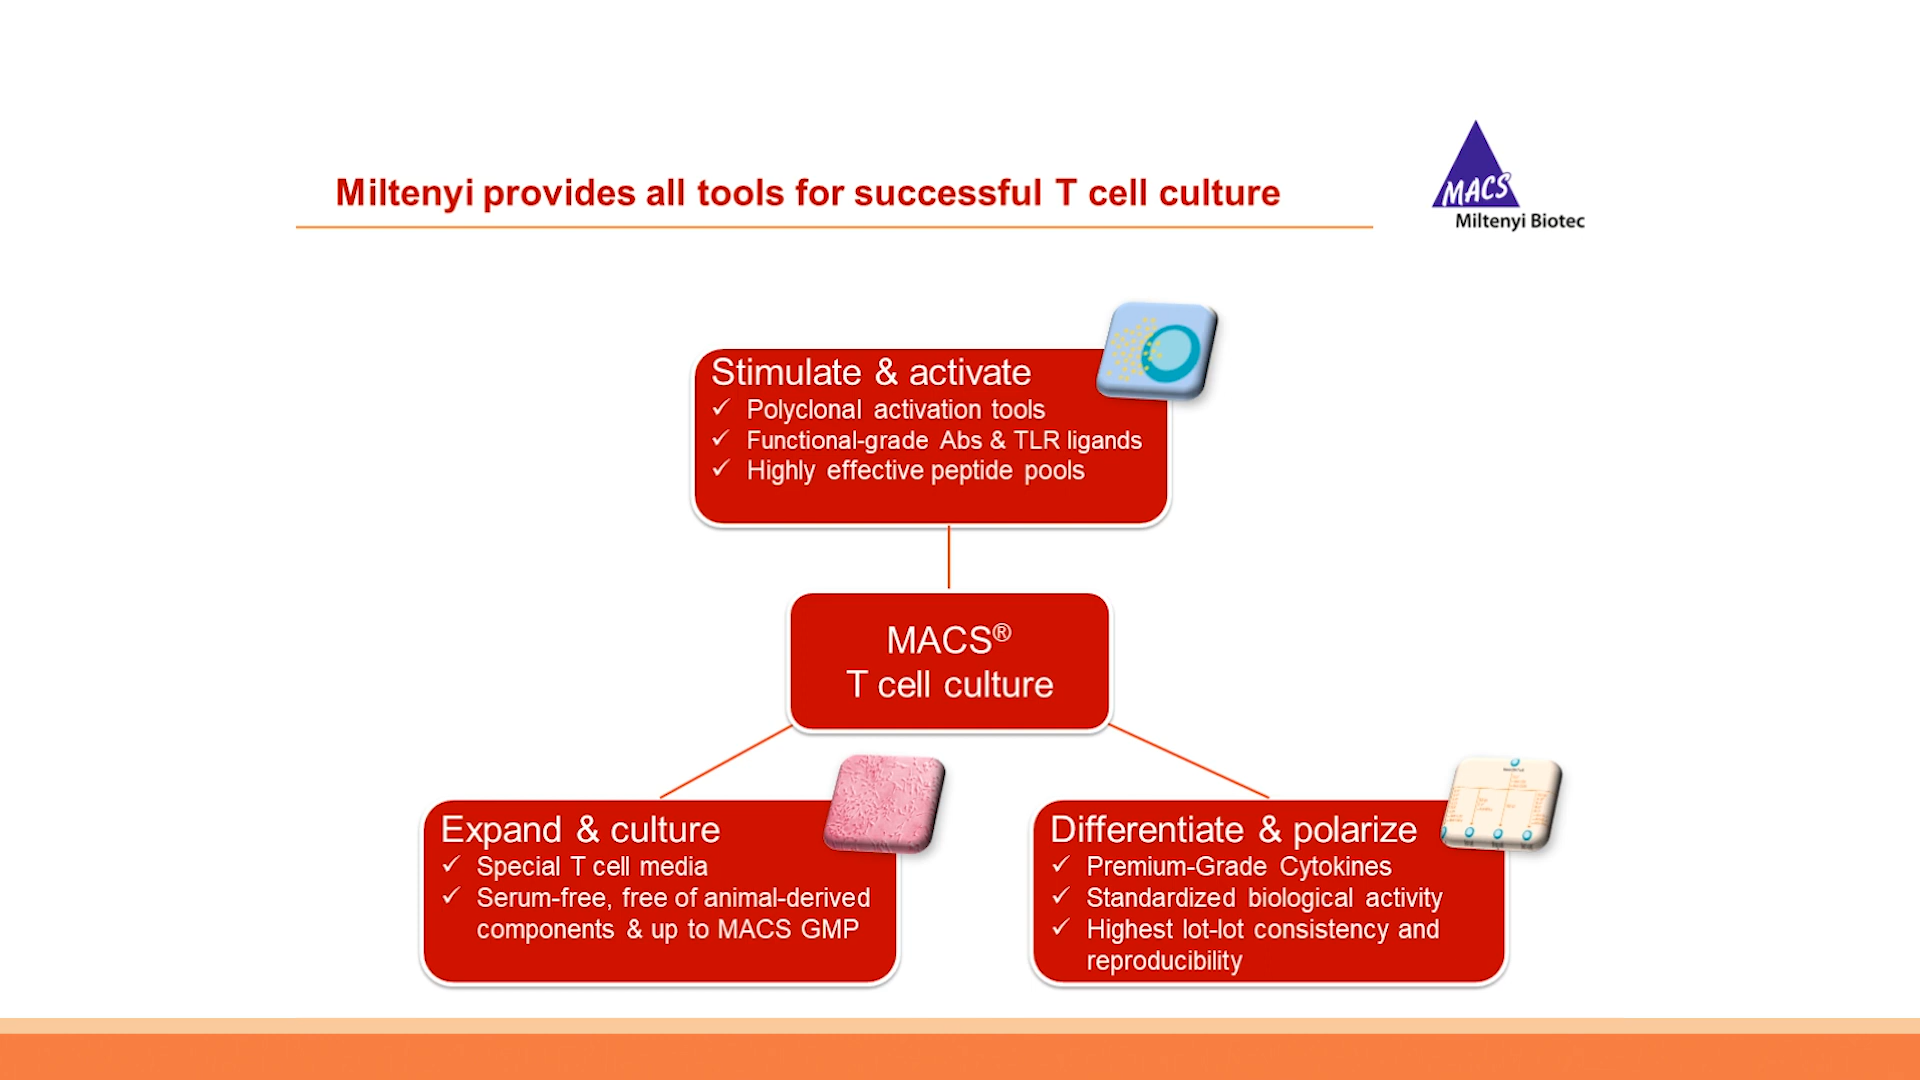 Miltenyi provides all tools for successful T cell culture
MACS
Miltenyi Biotec
Stimulate & activate
✓ Polyclonal activation tools
✓ Functional-grade Abs & TLR ligands
✓ Highly effective peptide pools
MACS®
T cell culture
Expand & culture
✓ Special T cell media
✓ Serum-free, free of animal-derived
components & up to MACS GMP
Differentiate & polarize
✓ Premium-Grade Cytokines
✓ Standardized biological activity
✓ Highest lot-lot consistency and
reproducibility